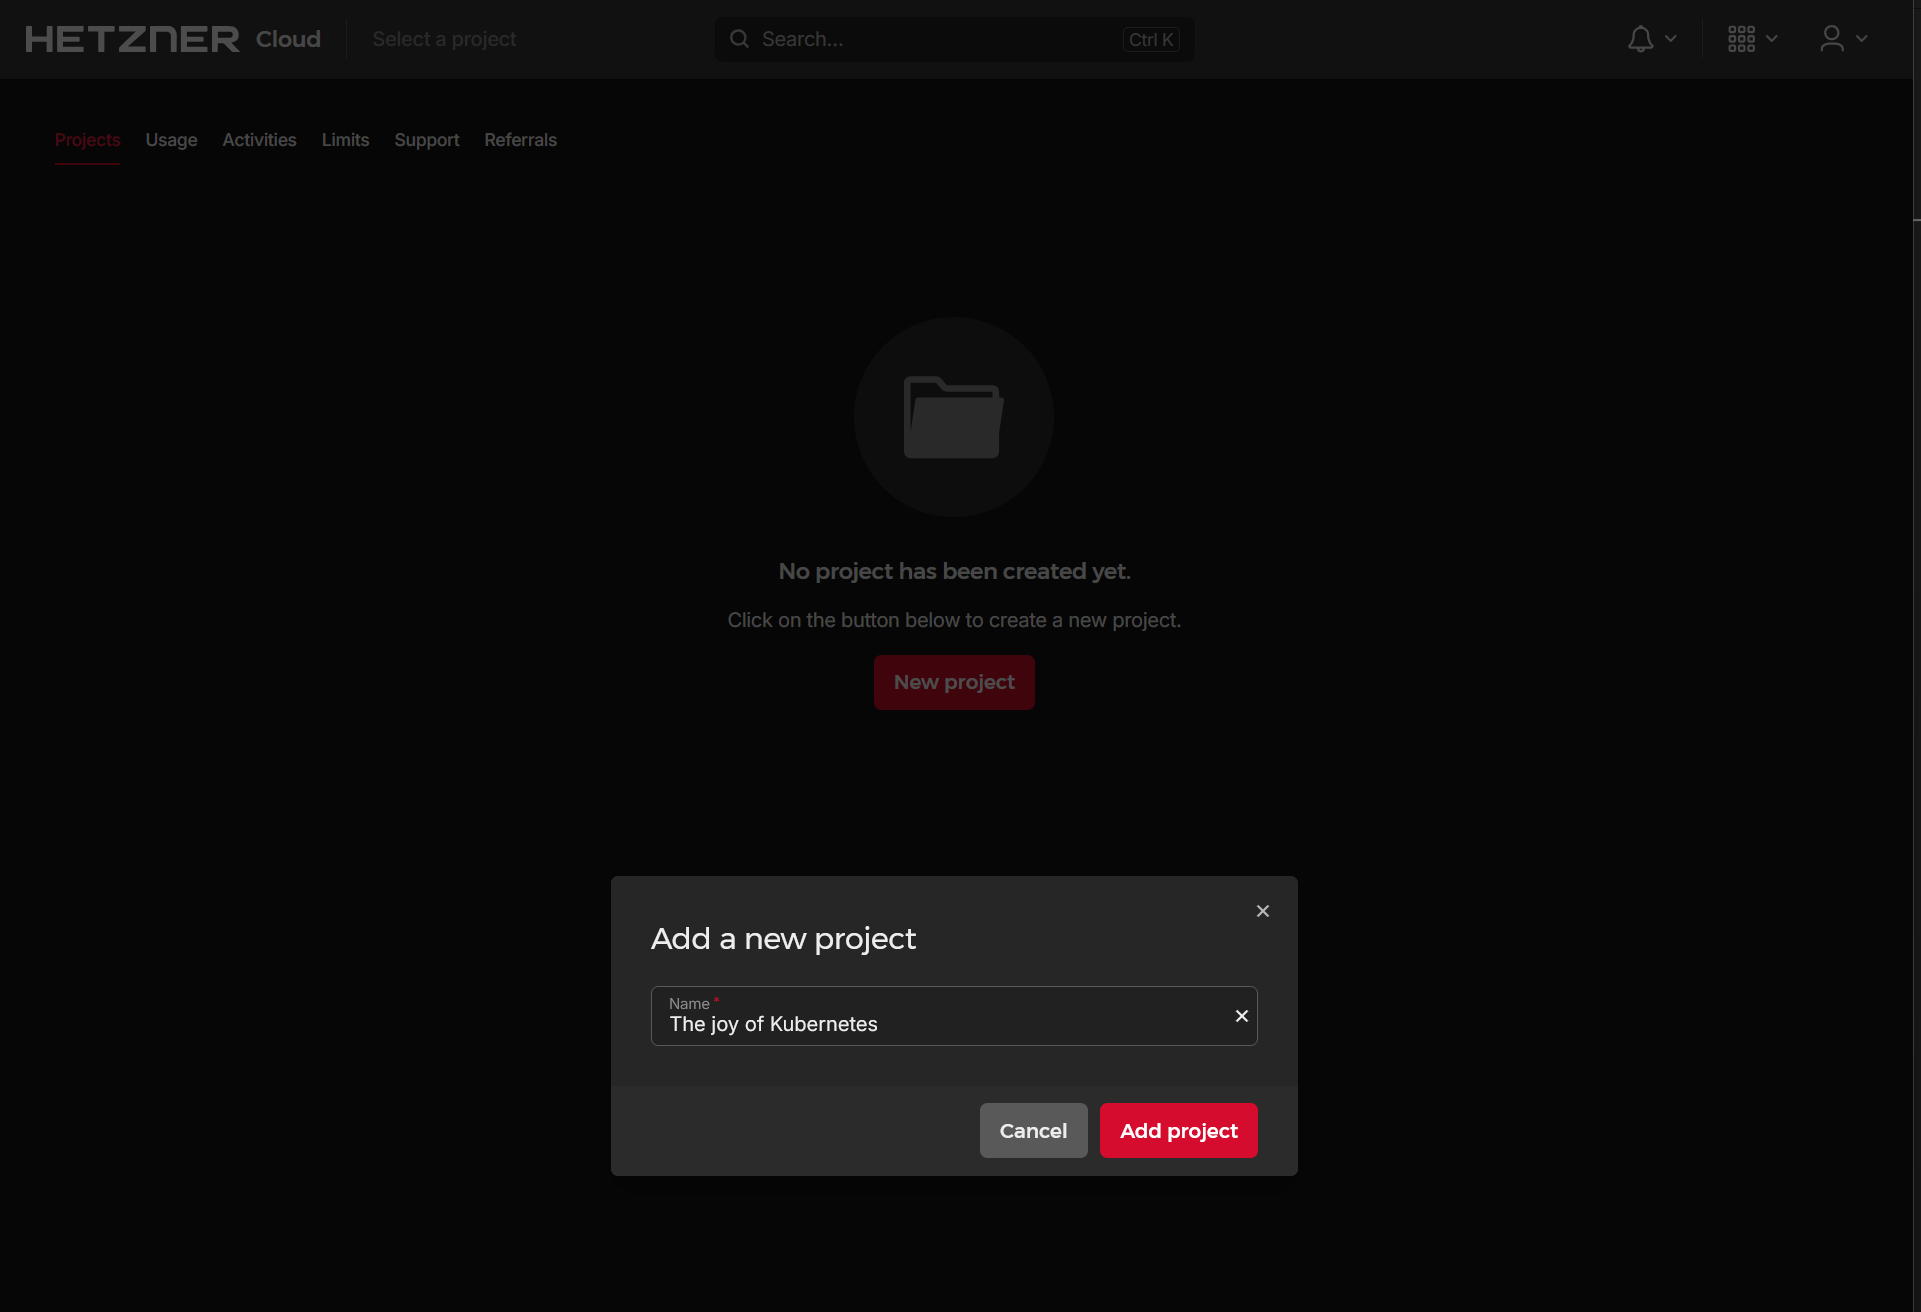 HETZNER Cloud
Select a project
Search...
Ctrl K
Projects Usage Activities Limits Support Referrals
No project has been created yet.
Click on the button below to create a new project.
New project
Add a new project
Name *
The joy of Kubernetes
Cancel
Add project